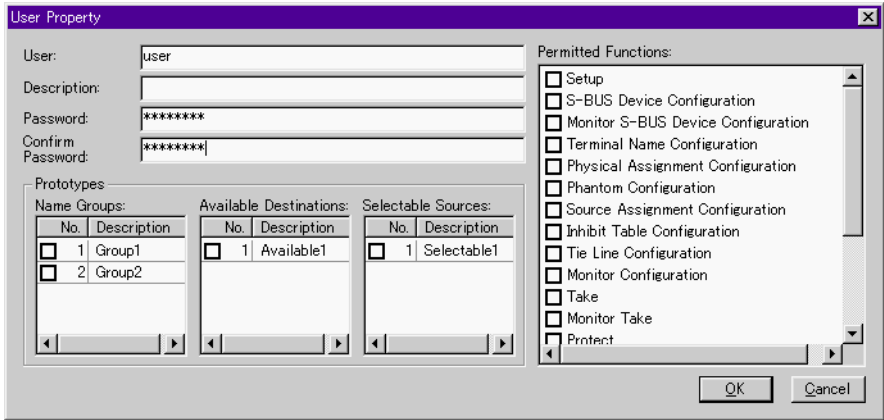 User Property
User:
user
Description:
Password:
********
Confirm
Password:
********
Prototypes
Name Groups:
No. Description
1 Group1
2 Group2
Available Destinations:
No. Description
1 Available1
Selectable Sources:
No. Description
1 Selectable1
Permitted Functions:
Setup
S-BUS Device Configuration
Monitor S-BUS Device Configuration
Terminal Name Configuration
Physical Assignment Configuration
Phantom Configuration
Source Assignment Configuration
Inhibit Table Configuration
Tie Line Configuration
Monitor Configuration
Take
Monitor Take
Protect
OK
Cancel